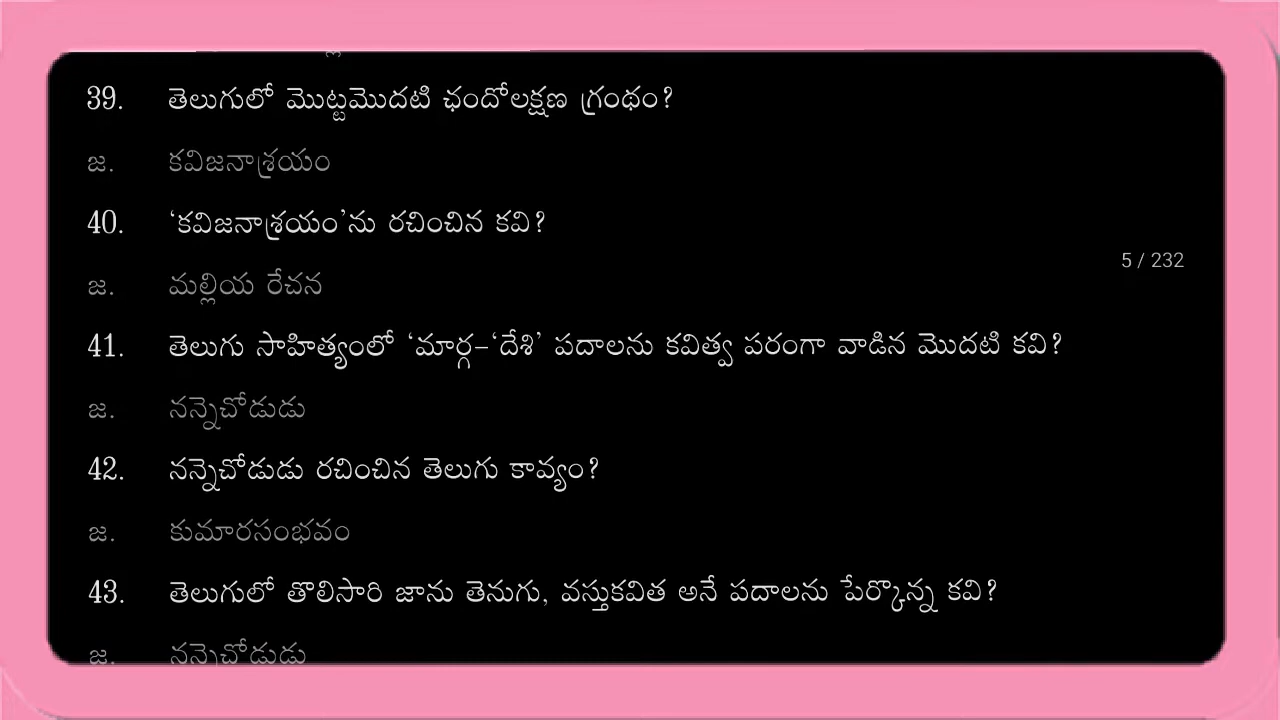 39. తెలుగులో మొట్టమొదటి ఛందోలక్షణ గ్రంథం?
జ. కవిజనాశ్రయం
40. ‘కవిజనాశ్రయం’ను రచించిన కవి?
5 / 232
జ. మల్లియ రేచన
41. తెలుగు సాహిత్యంలో ‘మార్గ-‘దేశి’ పదాలను కవిత్వ పరంగా వాడిన మొదటి కవి?
జ. నన్నెచోడుడు
42. నన్నెచోడుడు రచించిన తెలుగు కావ్యం?
జ. కుమారసంభవం
43. తెలుగులో తొలిసారి జాను తెనుగు, వస్తుకవిత అనే పదాలను పేర్కొన్న కవి?
జ. నన్నెచోడుడు